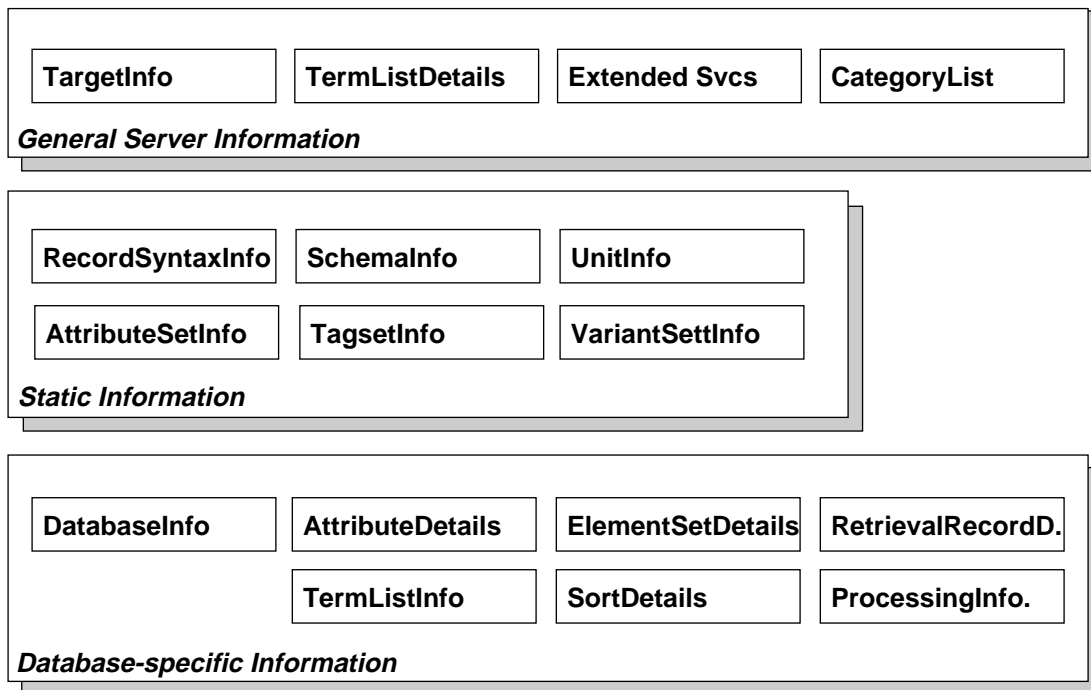 TargetInfo TermListDetails Extended Svcs CategoryList
General Server Information
RecordSyntaxInfo SchemaInfo UnitInfo
AttributeSetInfo TagsetInfo VariantSettInfo
Static Information
DatabaseInfo AttributeDetails ElementSetDetails RetrievalRecordD.
TermListInfo SortDetails ProcessingInfo.
Database-specific Information